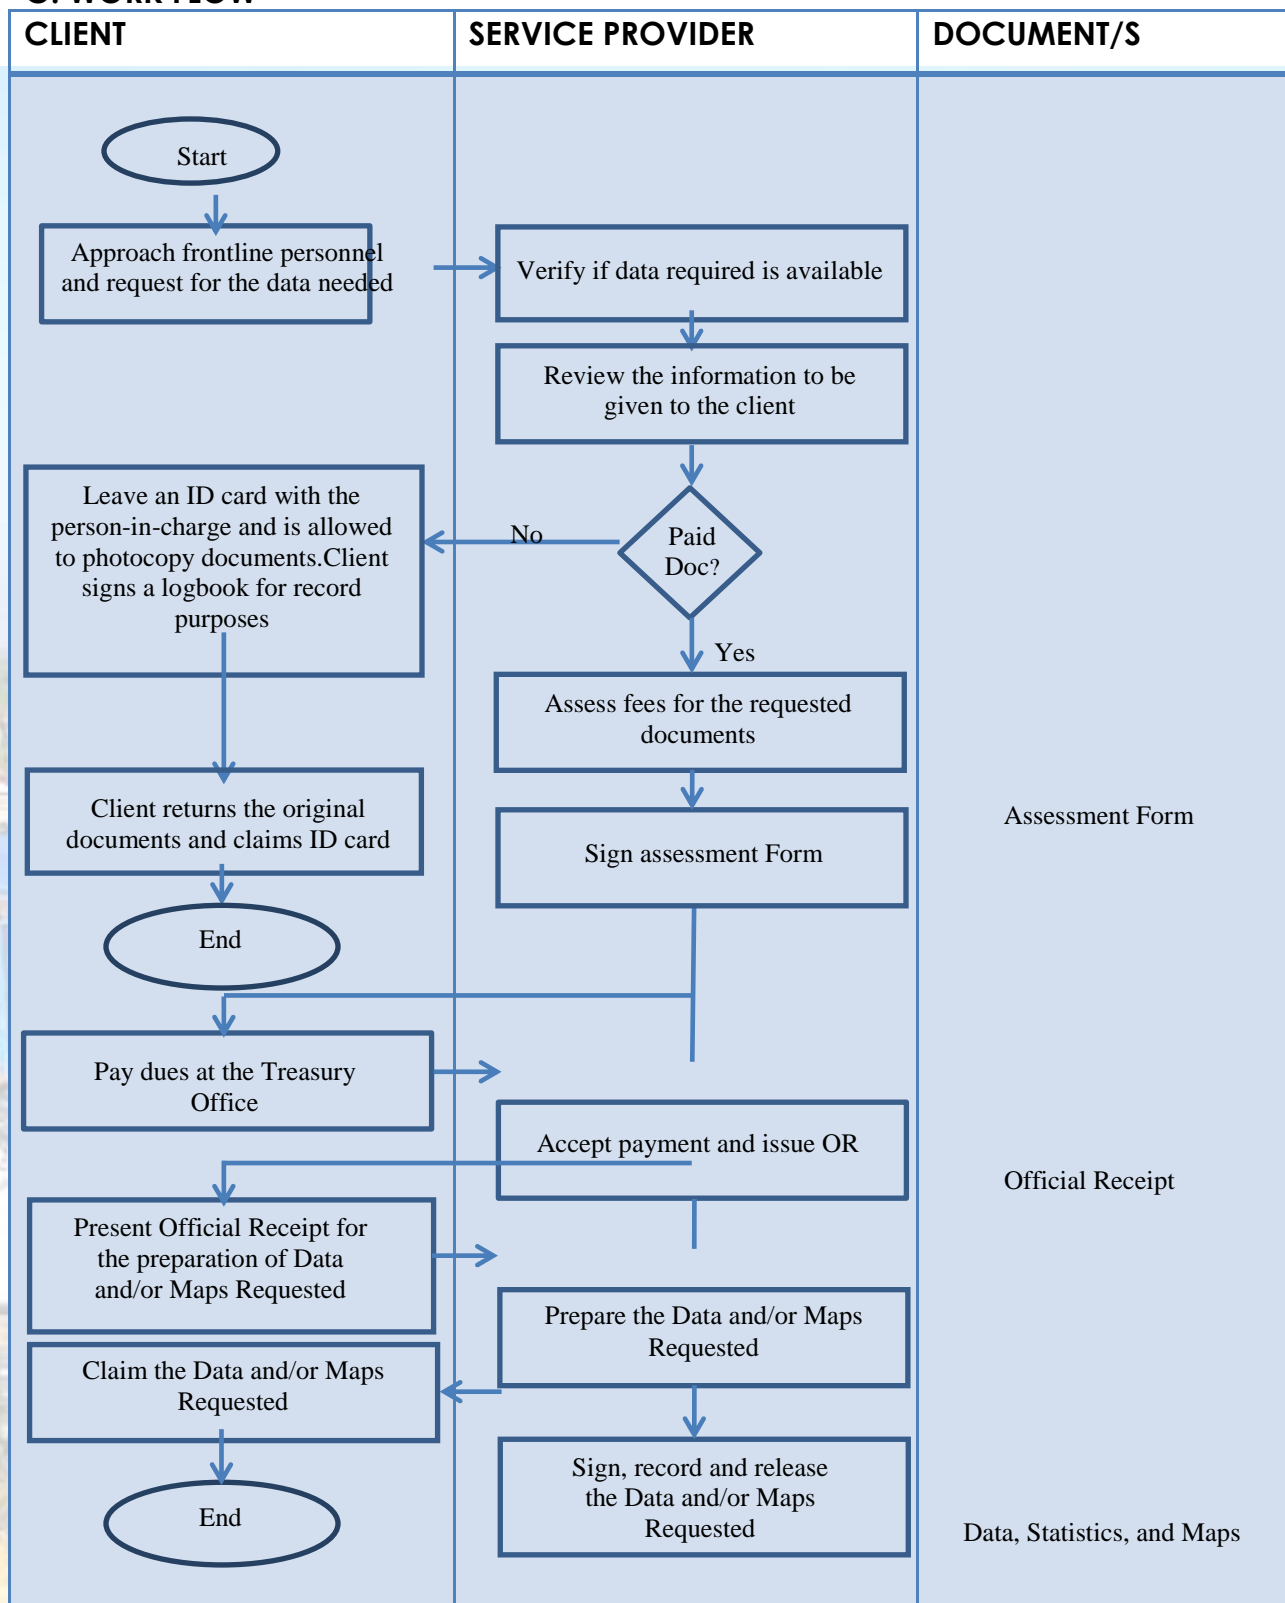 CLIENT
SERVICE PROVIDER
DOCUMENT/S
Start
Approach frontline personnel
and request for the data needed
Verify if data required is available
Review the information to be
given to the client
Leave an ID card with the
person-in-charge and is allowed
to photocopy documents.Client
signs a logbook for record
purposes
No
Paid
Doc?
Yes
Assess fees for the requested
documents
Client returns the original
documents and claims ID card
Sign assessment Form
Assessment Form
End
Pay dues at the Treasury
Office
Accept payment and issue OR
Official Receipt
Present Official Receipt for
the preparation of Data
and/or Maps Requested
Prepare the Data and/or Maps
Requested
Claim the Data and/or Maps
Requested
Sign, record and release
the Data and/or Maps
Requested
End
Data, Statistics, and Maps